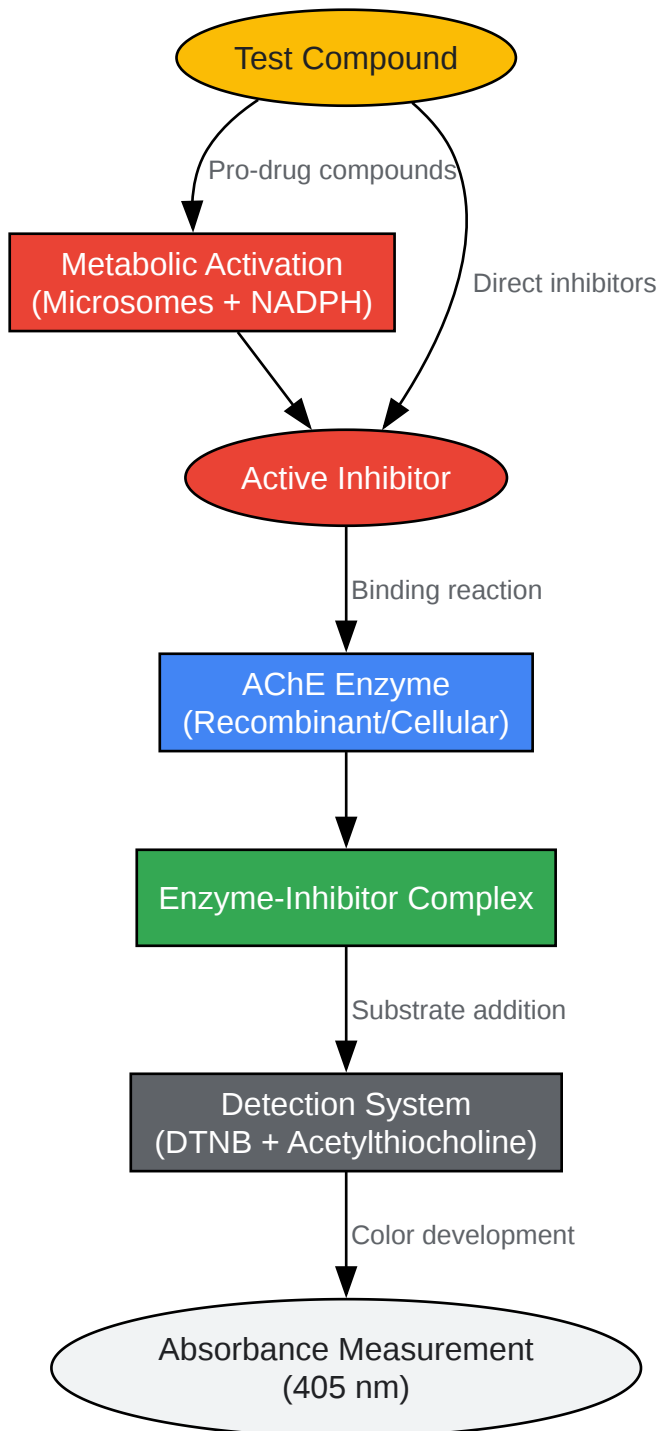 Test Compound
Pro-drug compounds
Metabolic Activation
(Microsomes + NADPH)
Direct inhibitors
Active Inhibitor
Binding reaction
AChE Enzyme
(Recombinant/Cellular)
Enzyme-Inhibitor Complex
Substrate addition
Detection System
(DTNB + Acetylthiocholine)
Color development
Absorbance Measurement
(405 nm)